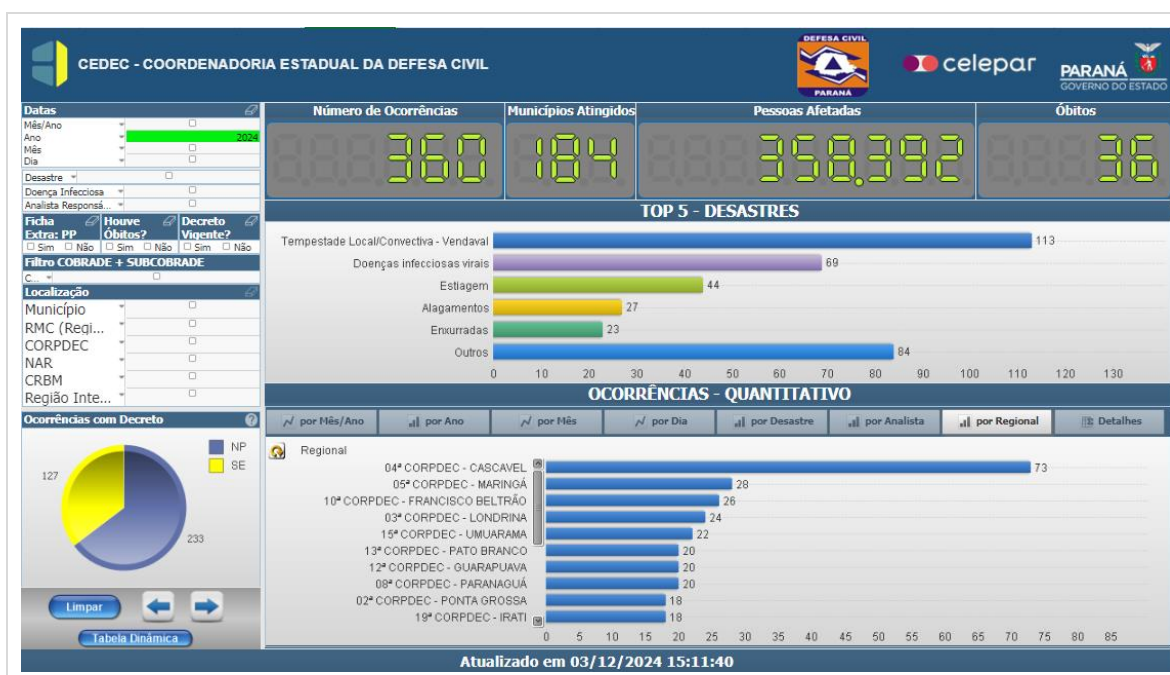 CEDEC - COORDENADORIA ESTADUAL DA DEFESA CIVIL
DEFESA CIVIL
PARANÁ
celepar
PARANÁ
GOVERNO DO ESTADO
Datas
Mês/Ano
Ano 2024
Mês
Dia
Desastre
Doença Infecciosa
Analista Responsá...
Ficha Extra: PP
Houve Óbitos?
Decreto Vigente?
Sim Não Sim Não Sim Não
Filtro COBRADE + SUBCOBRADE
C...
Localização
Município
RMC (Regi...
CORPDEC
NAR
CRBM
Região Inte...
Ocorrências com Decreto ?
NP
SE
127
233
Limpar
Tabela Dinâmica
Número de Ocorrências Municípios Atingidos Pessoas Afetadas Óbitos
360 184 358.392 36
TOP 5 - DESASTRES
Tempestade Local/Convectiva - Vendaval 113
Doenças infecciosas virais 69
Estiagem 44
Alagamentos 27
Enxurradas 23
Outros 84
0 10 20 30 40 50 60 70 80 90 100 110 120 130
OCORRÊNCIAS - QUANTITATIVO
por Mês/Ano por Ano por Mês por Dia por Desastre por Analista por Regional Detalhes
Regional
04ª CORPDEC - CASCAVEL 73
05ª CORPDEC - MARINGÁ 28
10ª CORPDEC - FRANCISCO BELTRÃO 26
03ª CORPDEC - LONDRINA 24
15ª CORPDEC - UMUARAMA 22
13ª CORPDEC - PATO BRANCO 20
12ª CORPDEC - GUARAPUAVA 20
08ª CORPDEC - PARANAGUÁ 20
02ª CORPDEC - PONTA GROSSA 18
19ª CORPDEC - IRATI 18
0 5 10 15 20 25 30 35 40 45 50 55 60 65 70 75 80 85
Atualizado em 03/12/2024 15:11:40